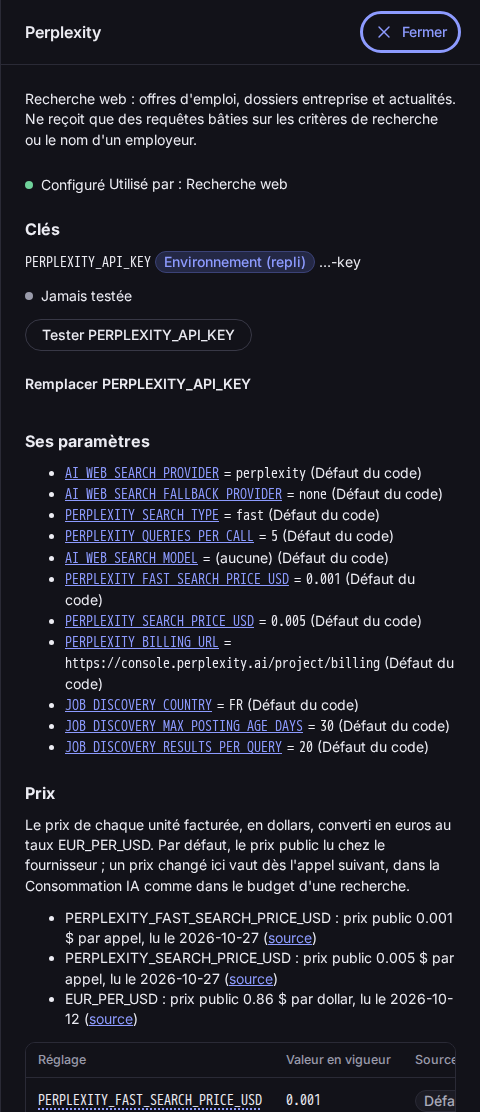 Perplexity
Fermer
Recherche web : offres d'emploi, dossiers entreprise et actualités.
Ne reçoit que des requêtes bâties sur les critères de recherche
ou le nom d'un employeur.
Configuré Utilisé par : Recherche web
Clés
PERPLEXITY_API_KEY Environnement (repli) …-key
Jamais testée
Tester PERPLEXITY_API_KEY
Remplacer PERPLEXITY_API_KEY
Ses paramètres
AI_WEB_SEARCH_PROVIDER = perplexity (Défaut du code)
AI_WEB_SEARCH_FALLBACK_PROVIDER = none (Défaut du code)
PERPLEXITY_SEARCH_TYPE = fast (Défaut du code)
PERPLEXITY_QUERIES_PER_CALL = 5 (Défaut du code)
AI_WEB_SEARCH_MODEL = (aucune) (Défaut du code)
PERPLEXITY_FAST_SEARCH_PRICE_USD = 0.001 (Défaut du
code)
PERPLEXITY_SEARCH_PRICE_USD = 0.005 (Défaut du code)
PERPLEXITY_BILLING_URL =
https://console.perplexity.ai/project/billing (Défaut du
code)
JOB_DISCOVERY_COUNTRY = FR (Défaut du code)
JOB_DISCOVERY_MAX_POSTING_AGE_DAYS = 30 (Défaut du code)
JOB_DISCOVERY_RESULTS_PER_QUERY = 20 (Défaut du code)
Prix
Le prix de chaque unité facturée, en dollars, converti en euros au
taux EUR_PER_USD. Par défaut, le prix public lu chez le
fournisseur ; un prix changé ici vaut dès l'appel suivant, dans la
Consommation IA comme dans le budget d'une recherche.
PERPLEXITY_FAST_SEARCH_PRICE_USD : prix public 0.001
$ par appel, lu le 2026-10-27 (source)
PERPLEXITY_SEARCH_PRICE_USD : prix public 0.005 $ par
appel, lu le 2026-10-27 (source)
EUR_PER_USD : prix public 0.86 $ par dollar, lu le 2026-10-
12 (source)
Réglage Valeur en vigueur Source
PERPLEXITY_FAST_SEARCH_PRICE_USD 0.001 Défa